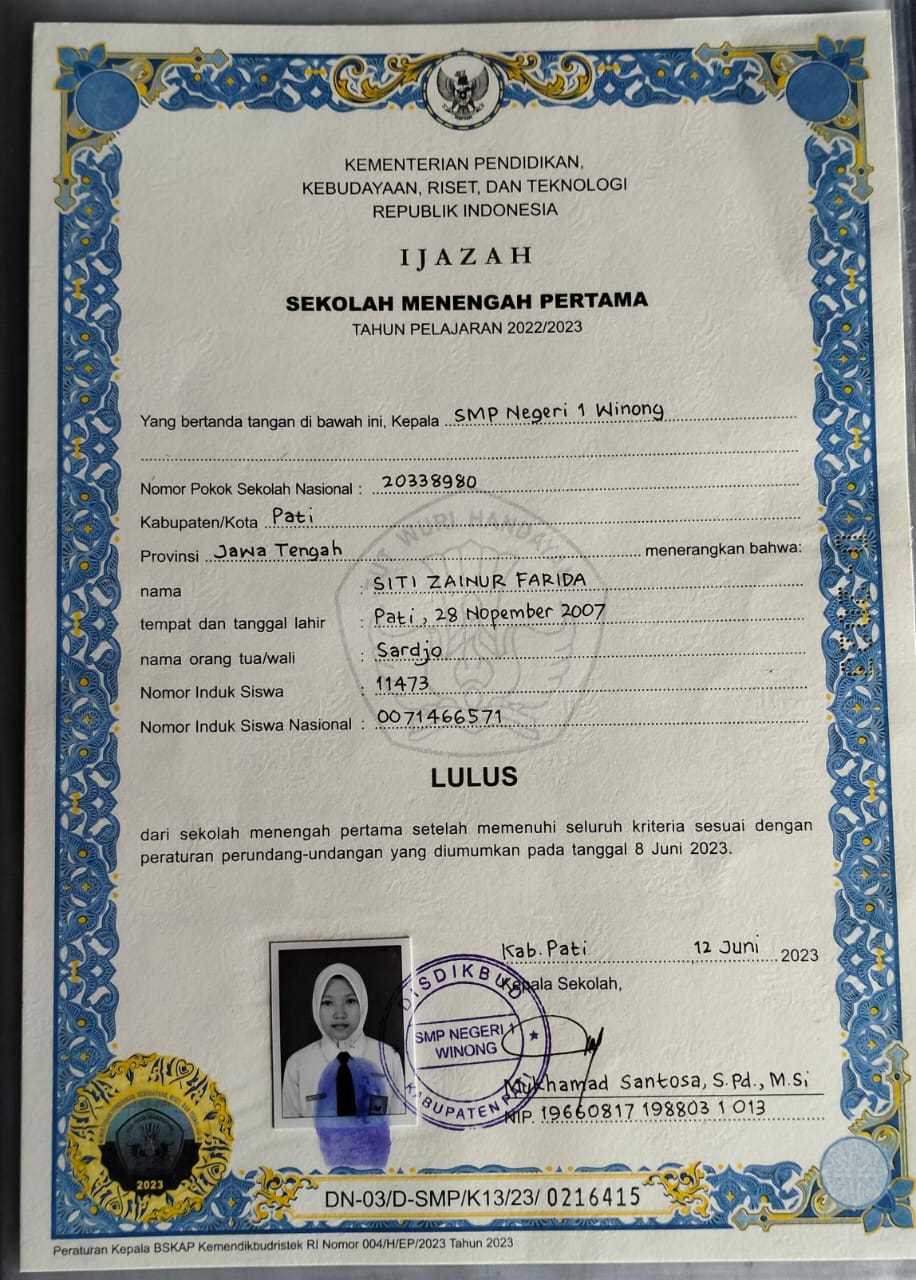 KEMENTERIAN PENDIDIKAN,
KEBUDAYAAN, RISET, DAN TEKNOLOGI
REPUBLIK INDONESIA
IJAZAH
SEKOLAH MENENGAH PERTAMA
TAHUN PELAJARAN 2022/2023
Yang bertanda tangan di bawah ini, Kepala SMP Negeri 1 Winong
Nomor Pokok Sekolah Nasional : 20338980
Kabupaten/Kota Pati
Provinsi Jawa Tengah menerangkan bahwa:
nama : SITI ZAINUR FARIDA
tempat dan tanggal lahir : Pati, 28 Nopember 2007
nama orang tua/wali : Sardjo
Nomor Induk Siswa : 11473
Nomor Induk Siswa Nasional : 0071466571
LULUS
dari sekolah menengah pertama setelah memenuhi seluruh kriteria sesuai dengan
peraturan perundang-undangan yang diumumkan pada tanggal 8 Juni 2023.
Kab. Pati 12 Juni 2023
Kepala Sekolah,
DISDIKBUD
SMP NEGERI 1
WINONG
KABUPATEN PATI
Mukhamad Santosa, S.Pd., M.Si
NIP. 19660817 198803 1 013
2023
DN-03/D-SMP/K13/23/ 0216415
Peraturan Kepala BSKAP Kemendikbudristek RI Nomor 004/H/EP/2023 Tahun 2023